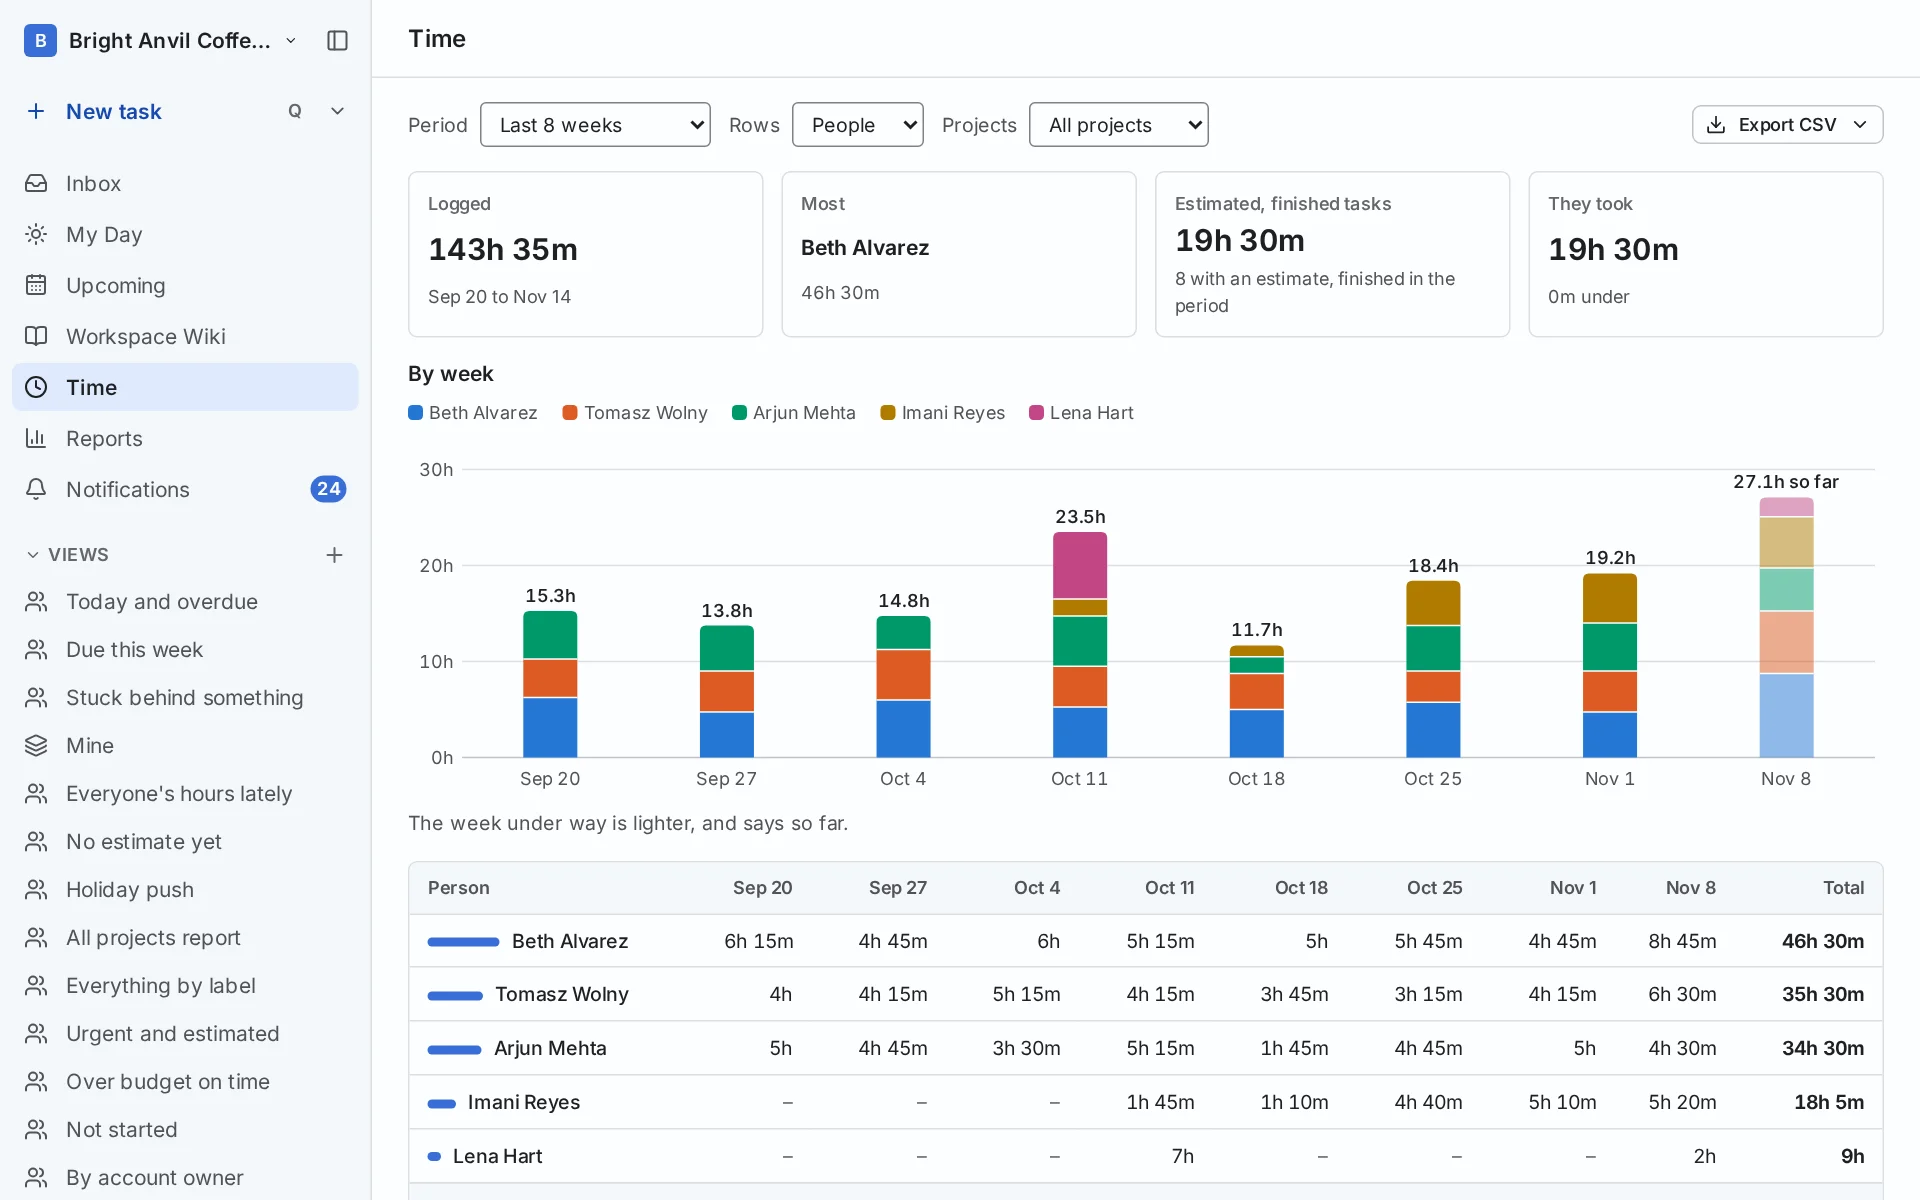 B Bright Anvil Coffe...
New task Q
Inbox
My Day
Upcoming
Workspace Wiki
Time
Reports
Notifications 24
VIEWS
Today and overdue
Due this week
Stuck behind something
Mine
Everyone's hours lately
No estimate yet
Holiday push
All projects report
Everything by label
Urgent and estimated
Over budget on time
Not started
By account owner
Time
Period Last 8 weeks Rows People Projects All projects Export CSV
Logged
143h 35m
Sep 20 to Nov 14
Most
Beth Alvarez
46h 30m
Estimated, finished tasks
19h 30m
8 with an estimate, finished in the
period
They took
19h 30m
0m under
By week
Beth Alvarez Tomasz Wolny Arjun Mehta Imani Reyes Lena Hart
30h
20h
10h
0h
15.3h 13.8h 14.8h 23.5h 11.7h 18.4h 19.2h 27.1h so far
Sep 20 Sep 27 Oct 4 Oct 11 Oct 18 Oct 25 Nov 1 Nov 8
The week under way is lighter, and says so far.
Person Sep 20 Sep 27 Oct 4 Oct 11 Oct 18 Oct 25 Nov 1 Nov 8 Total
Beth Alvarez 6h 15m 4h 45m 6h 5h 15m 5h 5h 45m 4h 45m 8h 45m 46h 30m
Tomasz Wolny 4h 4h 15m 5h 15m 4h 15m 3h 45m 3h 15m 4h 15m 6h 30m 35h 30m
Arjun Mehta 5h 4h 45m 3h 30m 5h 15m 1h 45m 4h 45m 5h 4h 30m 34h 30m
Imani Reyes – – – 1h 45m 1h 10m 4h 40m 5h 10m 5h 20m 18h 5m
Lena Hart – – – 7h – – – 2h 9h